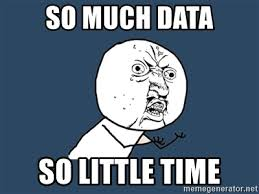 SO MUCH DATA
SO LITTLE TIME
memegenerator.net